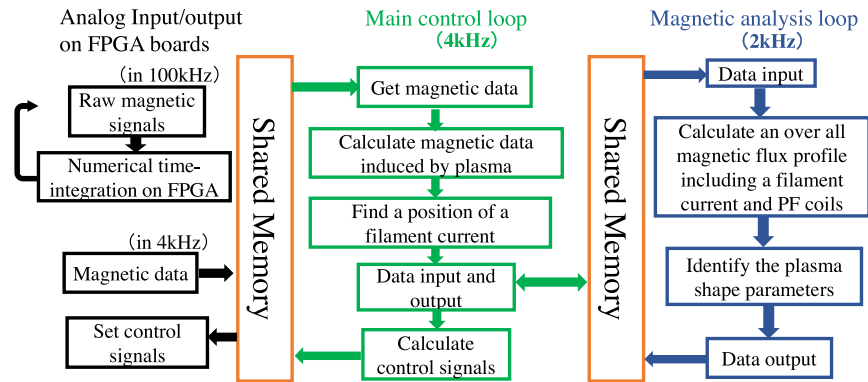 Analog Input/output
on FPGA boards
(in 100kHz)
Raw magnetic
signals
Numerical time-
integration on FPGA
(in 4kHz)
Magnetic data
Set control
signals
Shared Memory
Main control loop
(4kHz)
Get magnetic data
Calculate magnetic data
induced by plasma
Find a position of a
filament current
Data input and
output
Calculate
control signals
Shared Memory
Magnetic analysis loop
(2kHz)
Data input
Calculate an over all
magnetic flux profile
including a filament
current and PF coils
Identify the plasma
shape parameters
Data output